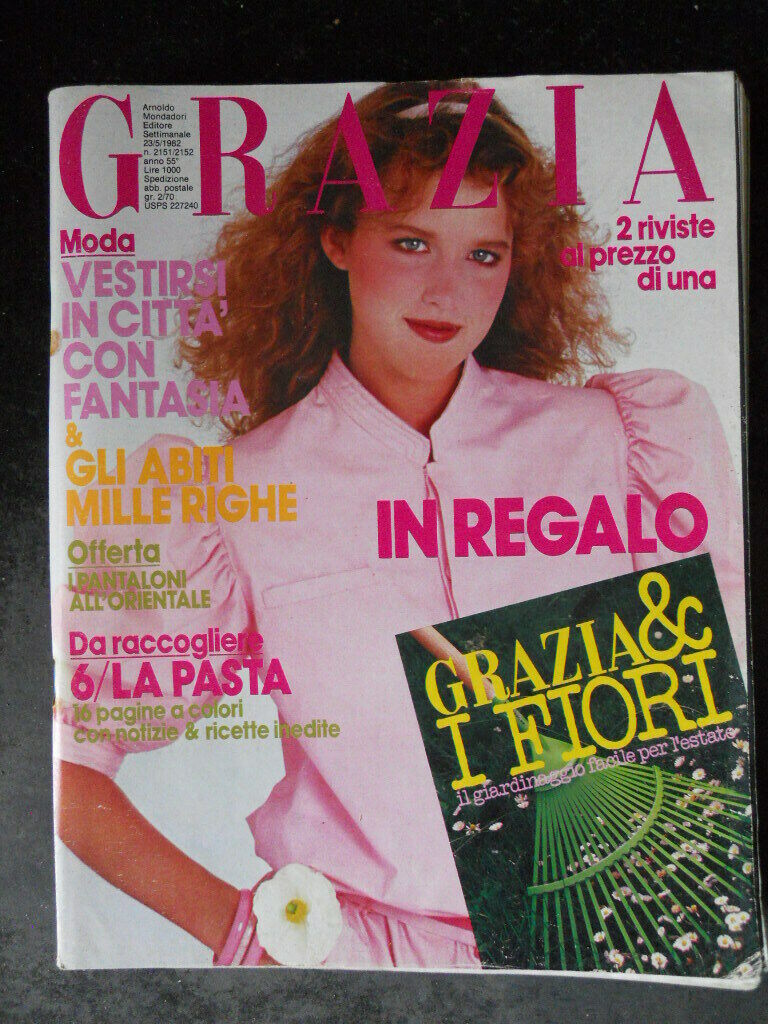 GRAZIA
Arnoldo
Mondadori
Editore
Settimanale
23/5/1982
n. 2151/2152
anno 55°
Lire 1000
Spedizione
abb. postale
gr. 2/70
USPS 227240
2 riviste
al prezzo
di una
Moda
VESTIRSI
IN CITTA'
CON
FANTASIA
&
GLI ABITI
MILLE RIGHE
Offerta
I PANTALONI
ALL'ORIENTALE
Da raccogliere
6/LA PASTA
16 pagine a colori
con notizie & ricette inedite
IN REGALO
GRAZIA&
I FIORI
il giardinaggio facile per l'estate